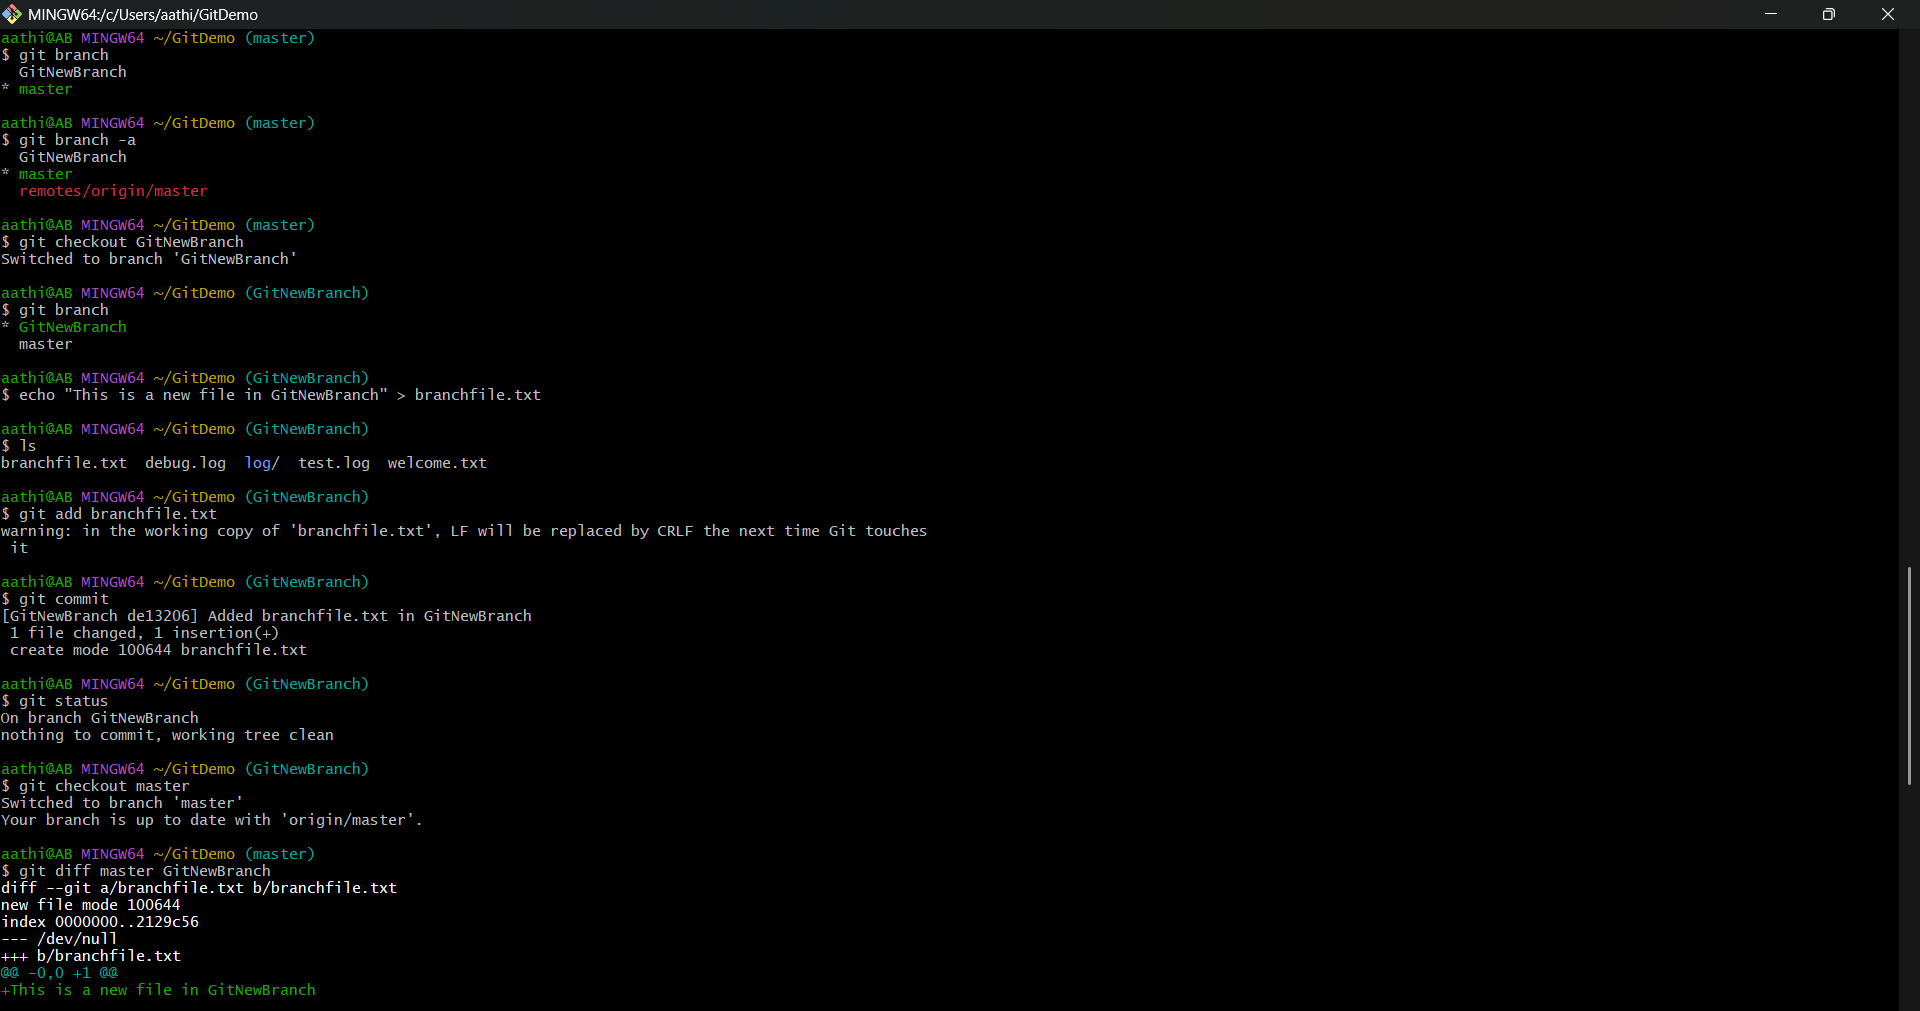 MINGW64:/c/Users/aathi/GitDemo
aathi@AB MINGW64 ~/GitDemo (master)
$ git branch
  GitNewBranch
* master

aathi@AB MINGW64 ~/GitDemo (master)
$ git branch -a
  GitNewBranch
* master
  remotes/origin/master

aathi@AB MINGW64 ~/GitDemo (master)
$ git checkout GitNewBranch
Switched to branch 'GitNewBranch'

aathi@AB MINGW64 ~/GitDemo (GitNewBranch)
$ git branch
* GitNewBranch
  master

aathi@AB MINGW64 ~/GitDemo (GitNewBranch)
$ echo "This is a new file in GitNewBranch" > branchfile.txt

aathi@AB MINGW64 ~/GitDemo (GitNewBranch)
$ ls
branchfile.txt  debug.log  log/  test.log  welcome.txt

aathi@AB MINGW64 ~/GitDemo (GitNewBranch)
$ git add branchfile.txt
warning: in the working copy of 'branchfile.txt', LF will be replaced by CRLF the next time Git touches
 it

aathi@AB MINGW64 ~/GitDemo (GitNewBranch)
$ git commit
[GitNewBranch de13206] Added branchfile.txt in GitNewBranch
 1 file changed, 1 insertion(+)
 create mode 100644 branchfile.txt

aathi@AB MINGW64 ~/GitDemo (GitNewBranch)
$ git status
On branch GitNewBranch
nothing to commit, working tree clean

aathi@AB MINGW64 ~/GitDemo (GitNewBranch)
$ git checkout master
Switched to branch 'master'
Your branch is up to date with 'origin/master'.

aathi@AB MINGW64 ~/GitDemo (master)
$ git diff master GitNewBranch
diff --git a/branchfile.txt b/branchfile.txt
new file mode 100644
index 0000000..2129c56
--- /dev/null
+++ b/branchfile.txt
@@ -0,0 +1 @@
+This is a new file in GitNewBranch